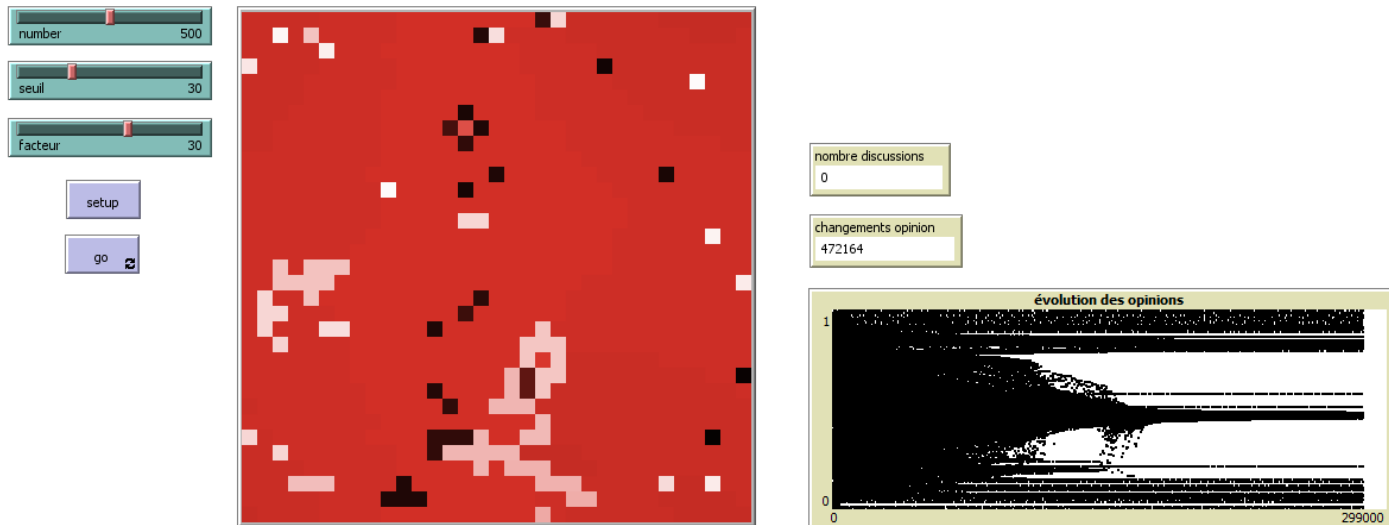 number 500
seuil 30
facteur 30
setup
go
nombre discussions
0
changements opinion
472164
évolution des opinions
1
0
0 299000